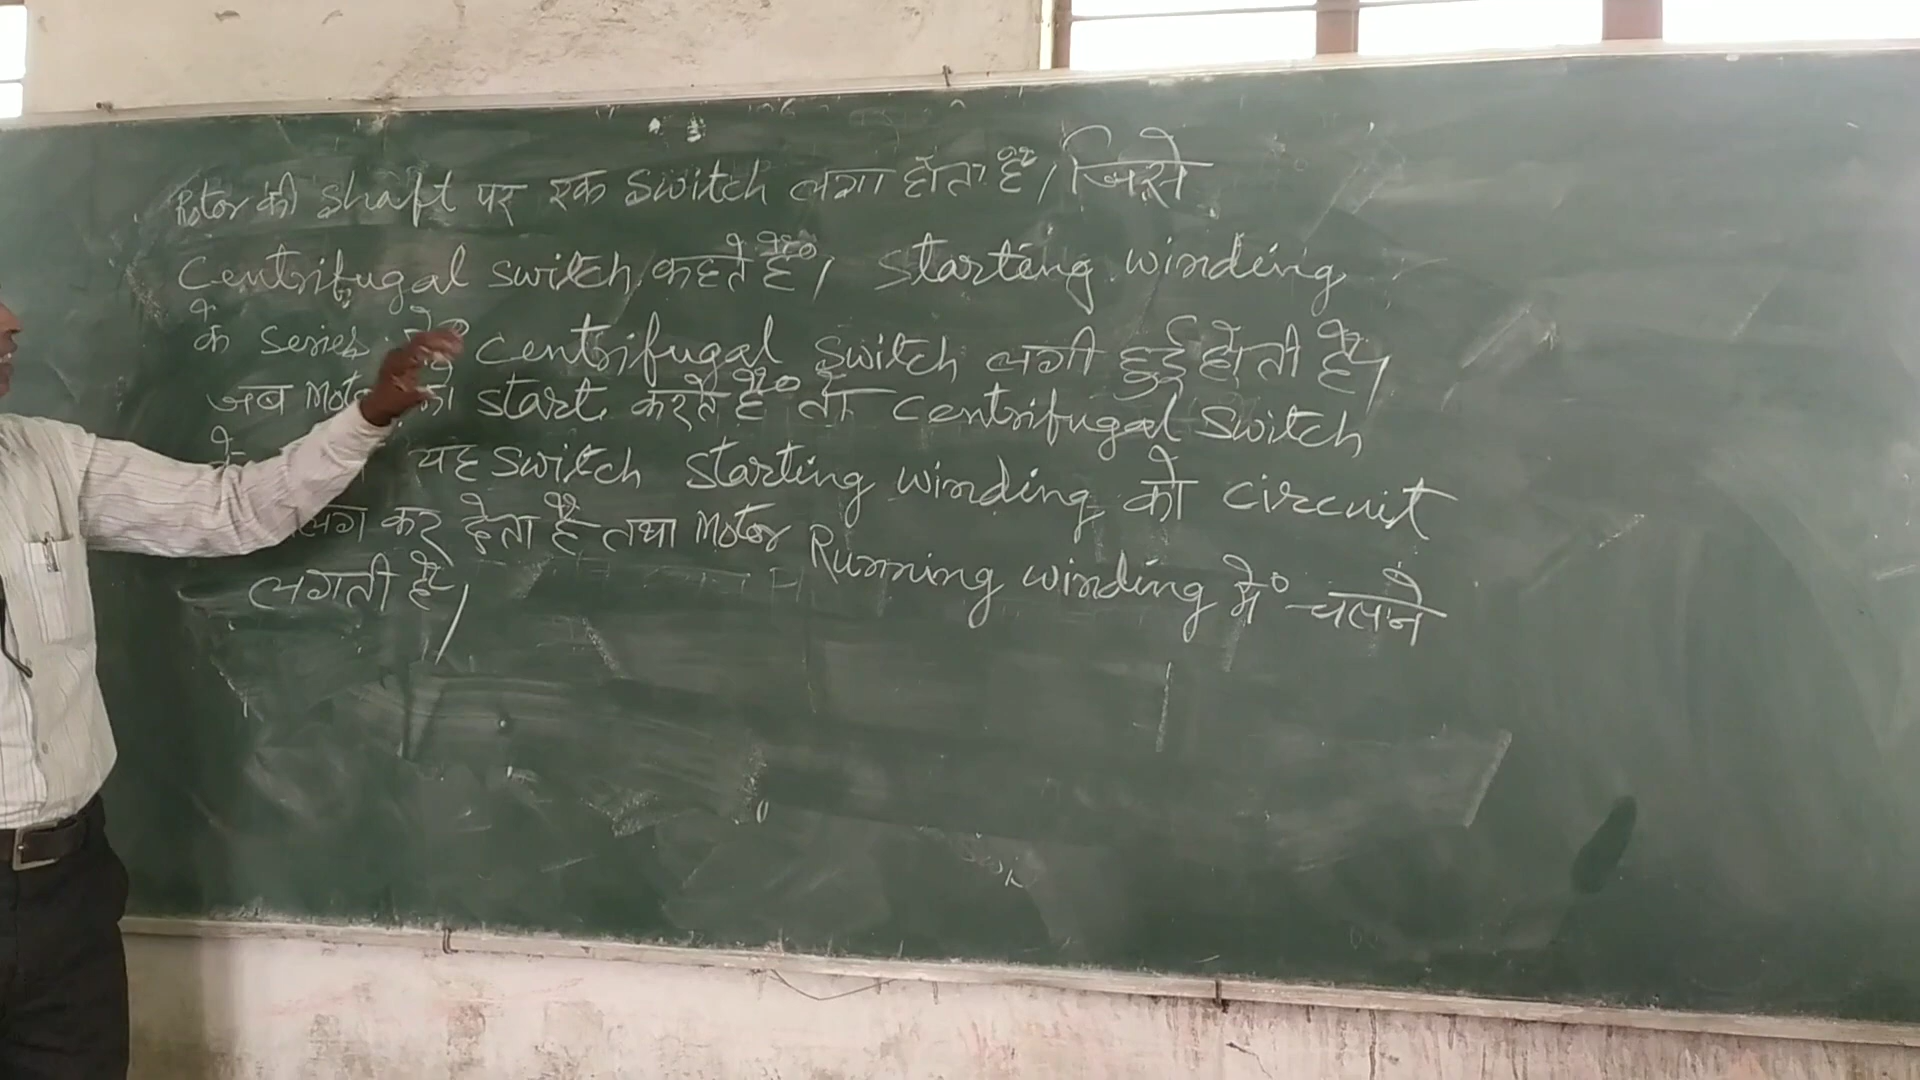 Rotor की shaft पर एक switch लगा होता है, जिसे
Centrifugal switch कहते हैं। starting winding
के series में centrifugal switch लगी हुई होती है।
जब Motor को start करते हैं तो centrifugal switch
के यह switch starting winding को circuit
अलग कर देता है तथा Motor Running winding में चलने
लगती है।